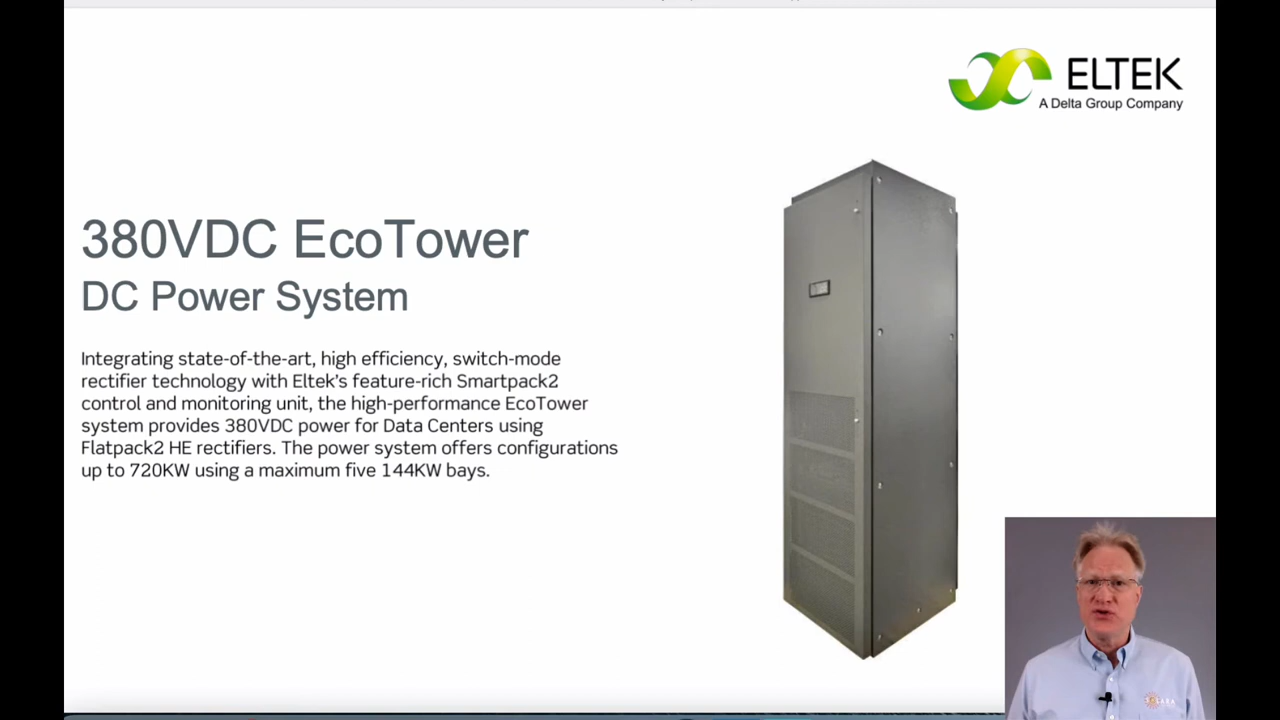 ELTEK
A Delta Group Company
380VDC EcoTower
DC Power System
Integrating state-of-the-art, high efficiency, switch-mode
rectifier technology with Eltek's feature-rich Smartpack2
control and monitoring unit, the high-performance EcoTower
system provides 380VDC power for Data Centers using
Flatpack2 HE rectifiers. The power system offers configurations
up to 720KW using a maximum five 144KW bays.